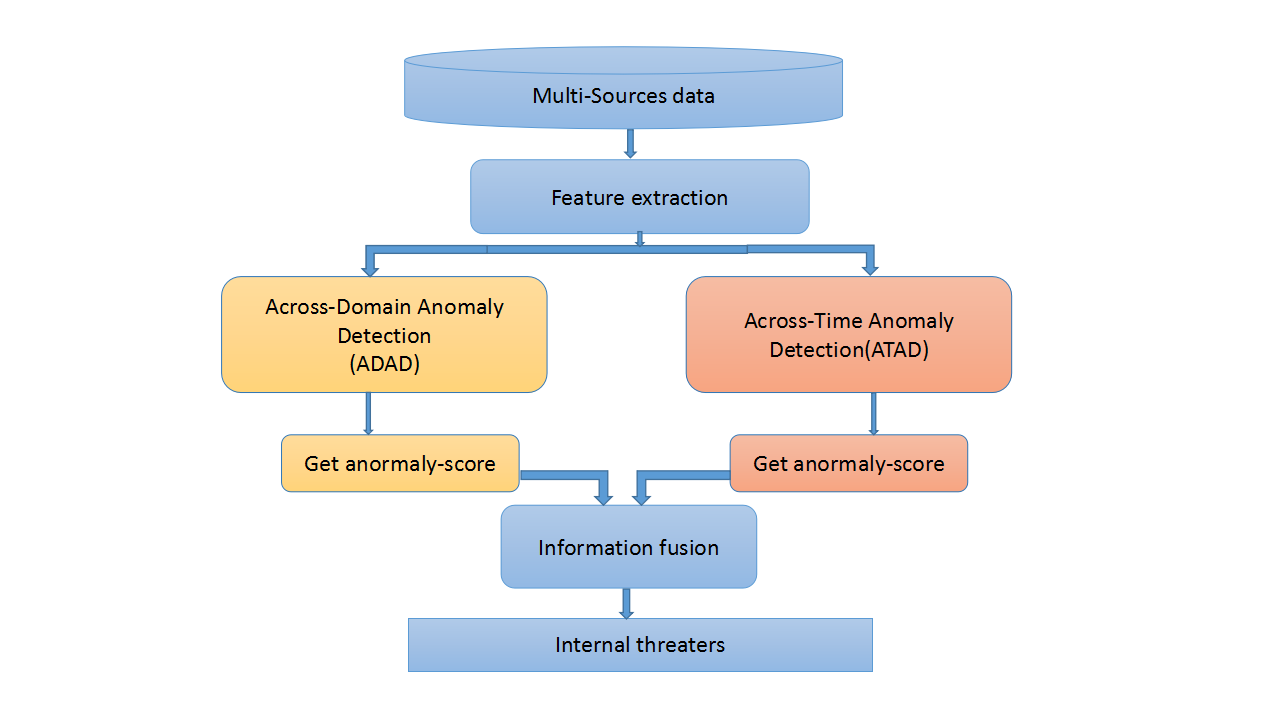 Multi-Sources data
Feature extraction
Across-Domain Anomaly
Detection
(ADAD)
Across-Time Anomaly
Detection(ATAD)
Get anormaly-score
Get anormaly-score
Information fusion
Internal threaters